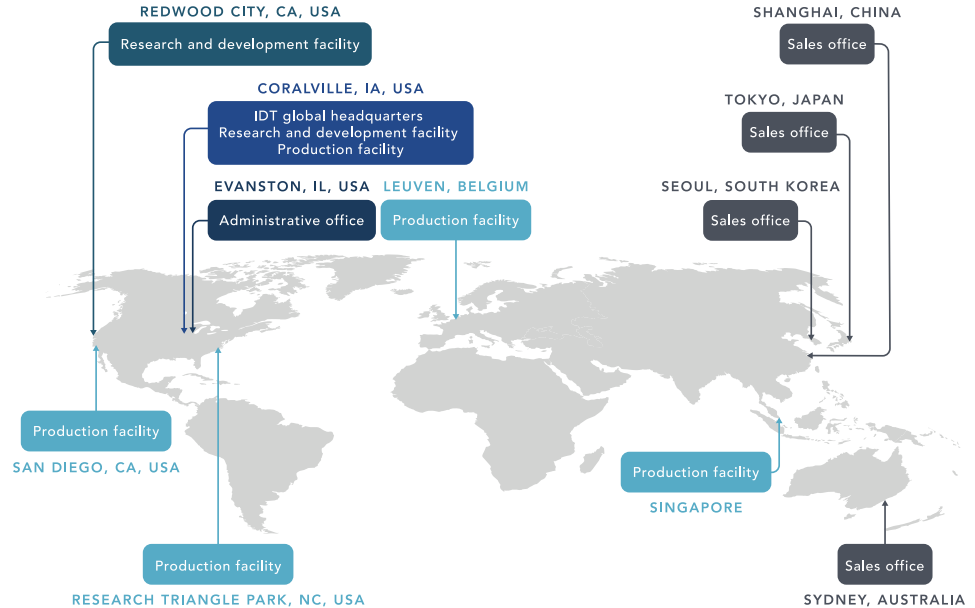 REDWOOD CITY, CA, USA
Research and development facility
SHANGHAI, CHINA
Sales office
CORALVILLE, IA, USA
IDT global headquarters
Research and development facility
Production facility
TOKYO, JAPAN
Sales office
EVANSTON, IL, USA
Administrative office
LEUVEN, BELGIUM
Production facility
SEOUL, SOUTH KOREA
Sales office
Production facility
SAN DIEGO, CA, USA
Production facility
SINGAPORE
Production facility
RESEARCH TRIANGLE PARK, NC, USA
Sales office
SYDNEY, AUSTRALIA